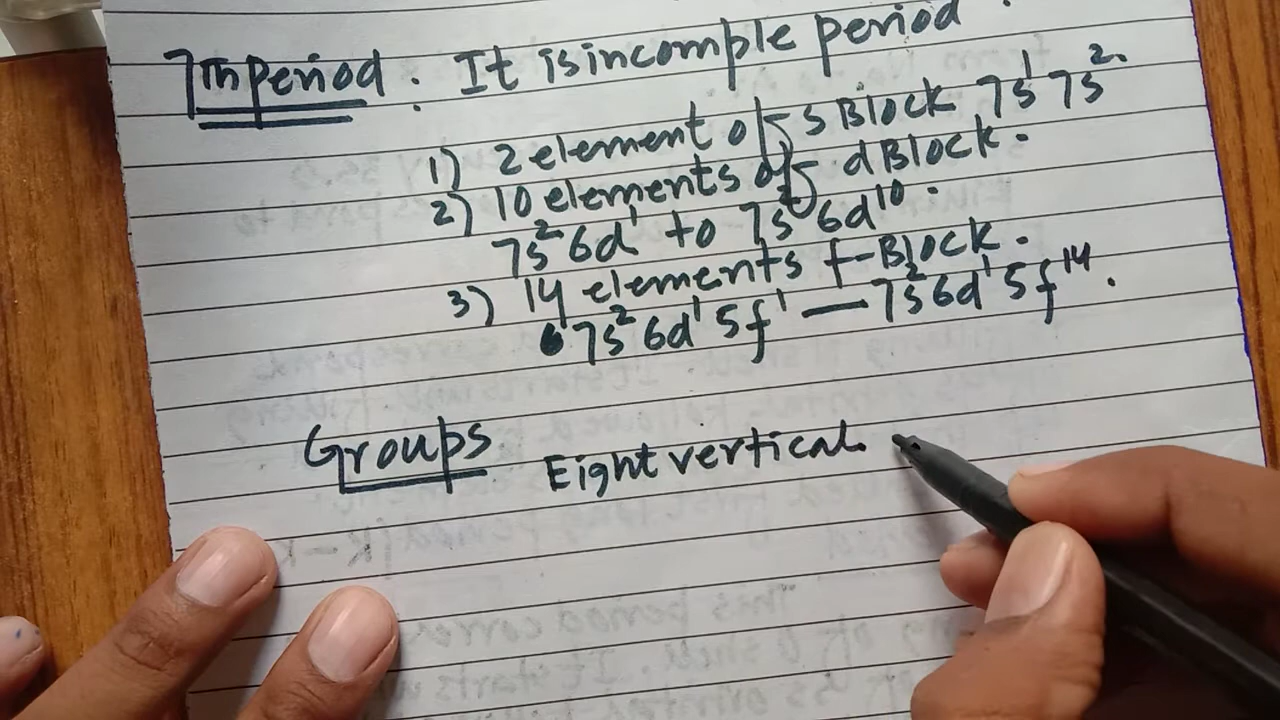 7th period : It is incomple period.
1) 2 element of s Block 7s¹ 7s².
2) 10 elements of d Block.
7s² 6d¹ to 7s² 6d¹⁰.
3) 14 elements f-Block.
7s² 6d¹ 5f¹ — 7s² 6d¹ 5f¹⁴.
Groups Eight vertical